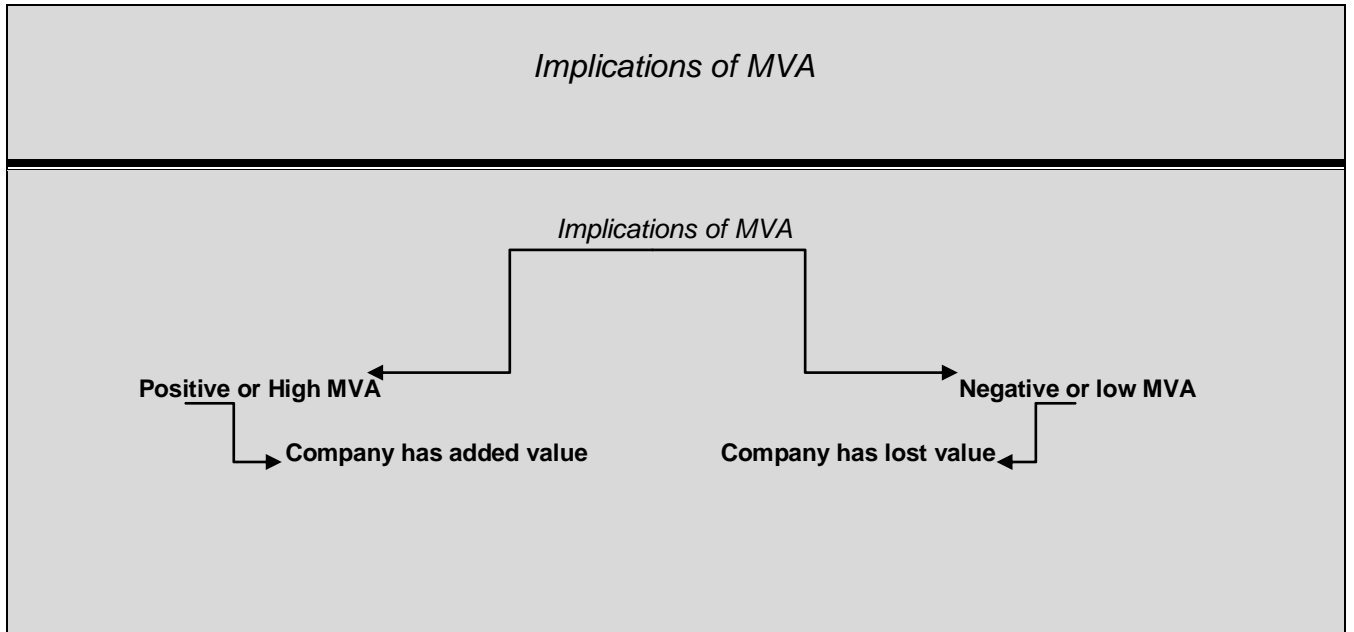 Implications of MVA
Implications of MVA
Positive or High MVA
Negative or low MVA
Company has added value
Company has lost value